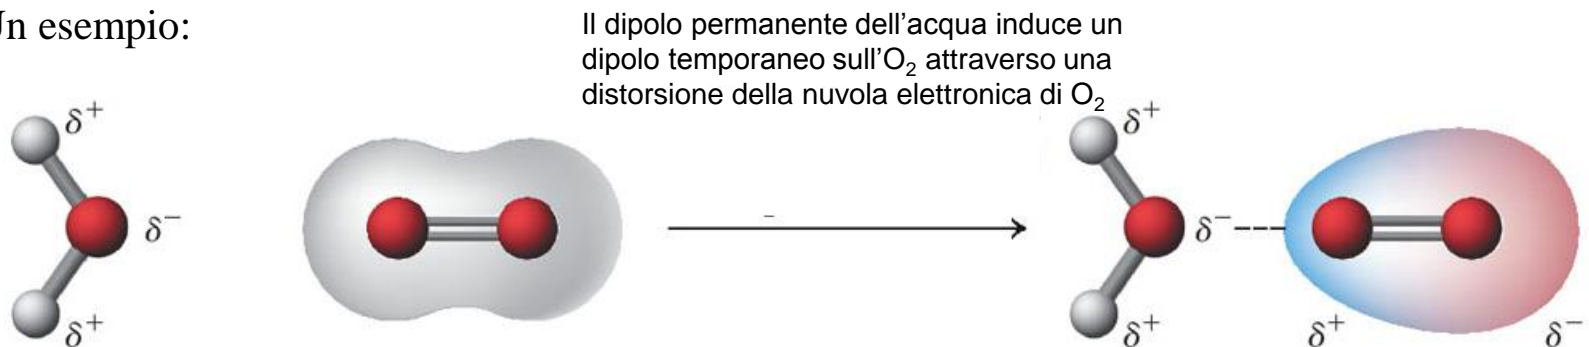 Un esempio:
Il dipolo permanente dell'acqua induce un
dipolo temporaneo sull'O₂ attraverso una
distorsione della nuvola elettronica di O₂
δ⁺
δ⁻
δ⁺
δ⁺
δ⁻
δ⁺
δ⁺
δ⁻